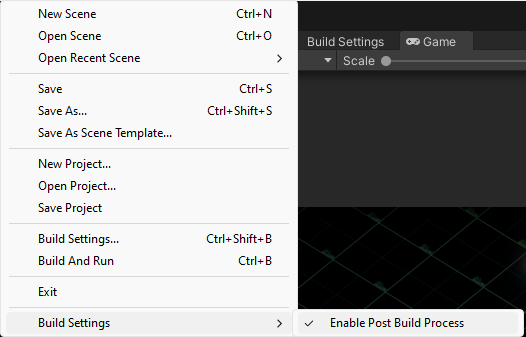 New Scene Ctrl+N
Open Scene Ctrl+O
Open Recent Scene
Save Ctrl+S
Save As... Ctrl+Shift+S
Save As Scene Template...
New Project...
Open Project...
Save Project
Build Settings... Ctrl+Shift+B
Build And Run Ctrl+B
Exit
Build Settings
Enable Post Build Process
Build Settings Game
Scale